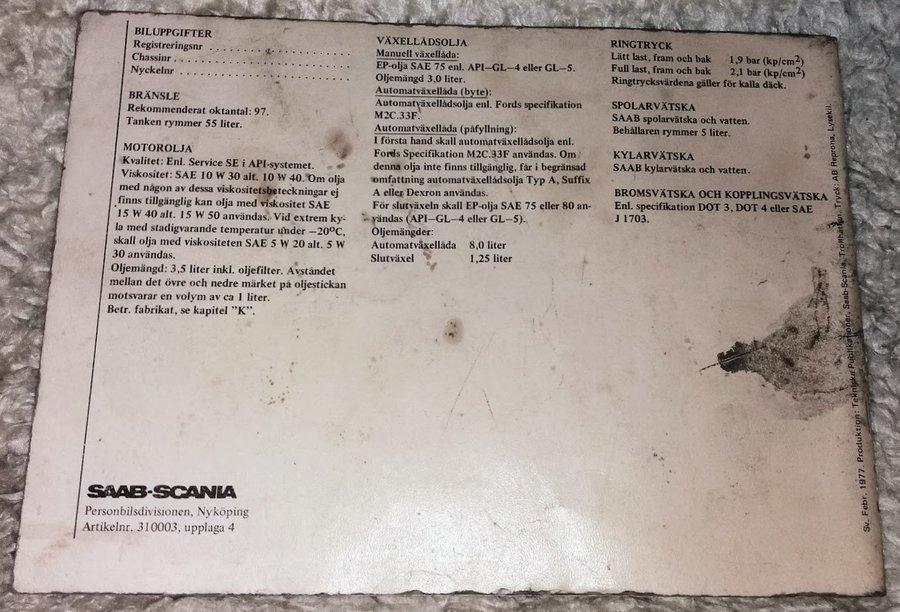 BILUPPGIFTER
Registreringsnr . . . . . . . . . . . . . . . . . . . .
Chassinr . . . . . . . . . . . . . . . . . . . . . . . .
Nyckelnr . . . . . . . . . . . . . . . . . . . . . . . .
BRÄNSLE
Rekommenderat oktantal: 97.
Tanken rymmer 55 liter.
MOTOROLJA
Kvalitet: Enl. Service SE i API-systemet.
Viskositet: SAE 10 W 30 alt. 10 W 40. Om olja
med någon av dessa viskositetsbeteckningar ej
finns tillgänglig kan olja med viskositet SAE
15 W 40 alt. 15 W 50 användas. Vid extrem ky-
la med stadigvarande temperatur under −20°C,
skall olja med viskositeten SAE 5 W 20 alt. 5 W
30 användas.
Oljemängd: 3,5 liter inkl. oljefilter. Avståndet
mellan det övre och nedre märket på oljestickan
motsvarar en volym av ca 1 liter.
Betr. fabrikat, se kapitel "K".
VÄXELLÅDSOLJA
Manuell växellåda:
EP-olja SAE 75 enl. API−GL−4 eller GL−5.
Oljemängd 3,0 liter.
Automatväxellåda (byte):
Automatväxellådsolja enl. Fords specifikation
M2C.33F.
Automatväxellåda (påfyllning):
I första hand skall automatväxellådsolja enl.
Fords Specifikation M2C.33F användas. Om
denna olja inte finns tillgänglig, får i begränsad
omfattning automatväxellådsolja Typ A, Suffix
A eller Dexron användas.
För slutväxeln skall EP-olja SAE 75 eller 80 an-
vändas (API−GL−4 eller GL−5).
Oljemängder:
Automatväxellåda 8,0 liter
Slutväxel 1,25 liter
RINGTRYCK
Lätt last, fram och bak 1,9 bar (kp/cm2)
Full last, fram och bak 2,1 bar (kp/cm2)
Ringtrycksvärdena gäller för kalla däck.
SPOLARVÄTSKA
SAAB spolarvätska och vatten.
Behållaren rymmer 5 liter.
KYLARVÄTSKA
SAAB kylarvätska och vatten.
BROMSVÄTSKA OCH KOPPLINGSVÄTSKA
Enl. specifikation DOT 3, DOT 4 eller SAE
J 1703.
SAAB-SCANIA
Personbilsdivisionen, Nyköping
Artikelnr. 310003, upplaga 4
Sv. Febr. 1977. Produktion: Tekniska Publikationer, Saab-Scania, Trollhättan. Tryck: AB Reprona, Lysekil.